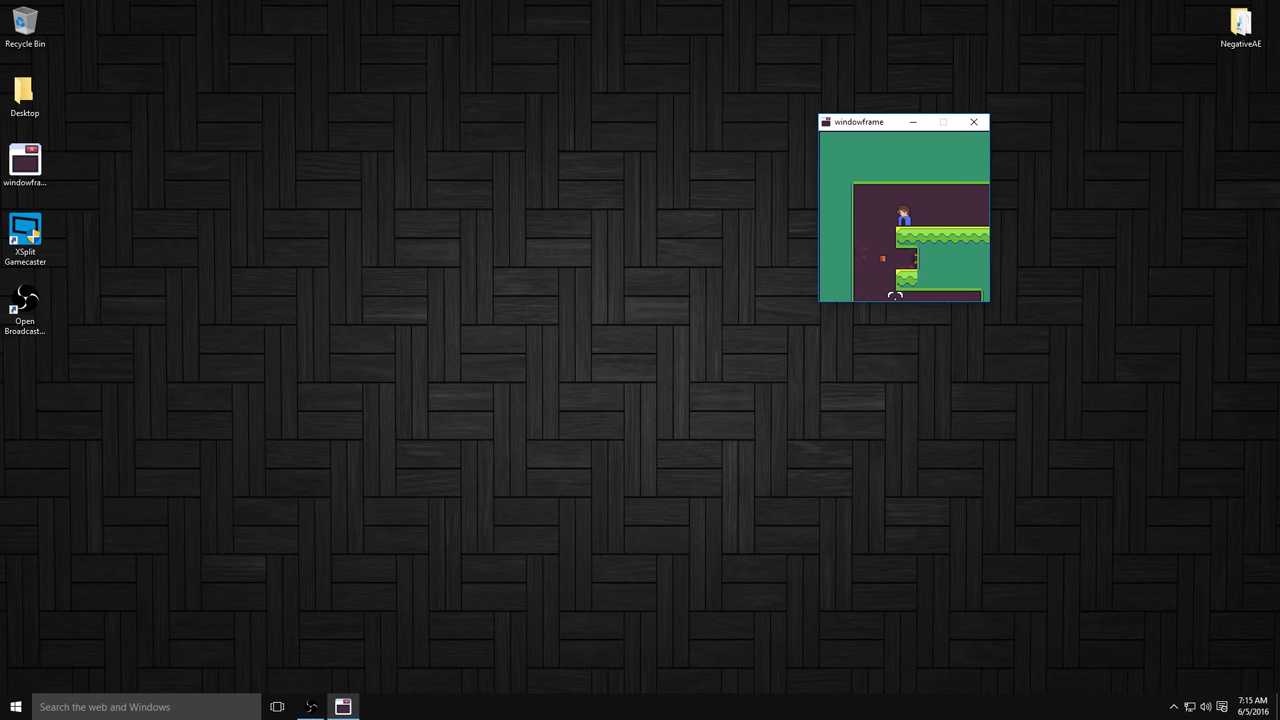 Recycle Bin
NegativeAE
Desktop
windowframe
windowfra...
XSplit
Gamecaster
Open
Broadcast...
Search the web and Windows
7:15 AM
6/5/2016